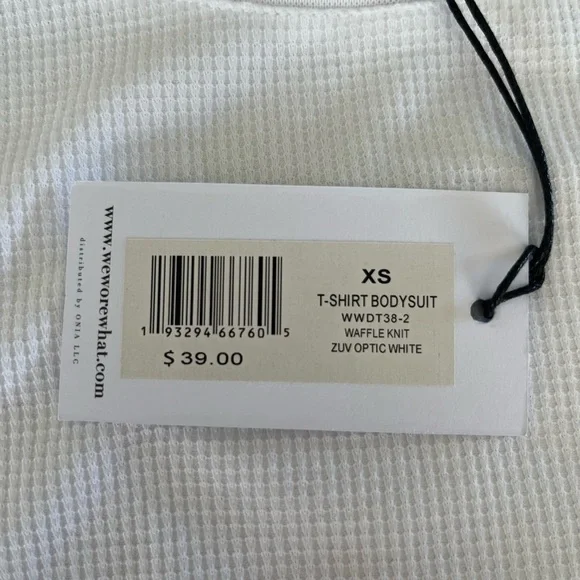 www.weworewhat.com
distributed by ONIA LLC
1 93294 66760 5
$ 39.00
XS
T-SHIRT BODYSUIT
WWDT38-2
WAFFLE KNIT
ZUV OPTIC WHITE